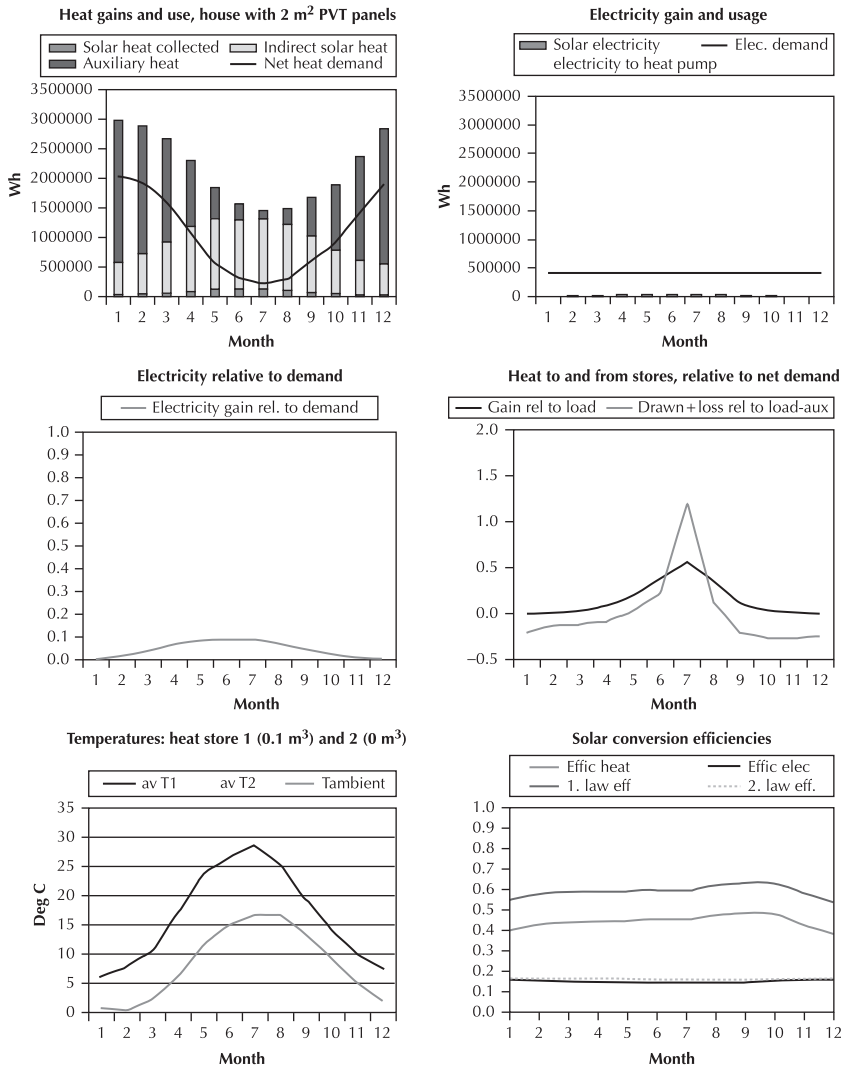 Heat gains and use, house with 2 m² PVT panels
Solar heat collected Indirect solar heat
Auxiliary heat Net heat demand
3500000
3000000
2500000
2000000
1500000
1000000
500000
0
Wh
1 2 3 4 5 6 7 8 9 10 11 12
Month
Electricity gain and usage
Solar electricity Elec. demand
electricity to heat pump
3500000
3000000
2500000
2000000
1500000
1000000
500000
0
Wh
1 2 3 4 5 6 7 8 9 10 11 12
Month
Electricity relative to demand
Electricity gain rel. to demand
1.0
0.9
0.8
0.7
0.6
0.5
0.4
0.3
0.2
0.1
0.0
1 2 3 4 5 6 7 8 9 10 11 12
Month
Heat to and from stores, relative to net demand
Gain rel to load Drawn+loss rel to load-aux
2.0
1.5
1.0
0.5
0.0
–0.5
1 2 3 4 5 6 7 8 9 10 11 12
Month
Temperatures: heat store 1 (0.1 m³) and 2 (0 m³)
av T1 av T2 Tambient
35
30
25
20
15
10
5
0
Deg C
1 2 3 4 5 6 7 8 9 10 11 12
Month
Solar conversion efficiencies
Effic heat Effic elec
1. law eff 2. law eff.
1.0
0.9
0.8
0.7
0.6
0.5
0.4
0.3
0.2
0.1
0.0
1 2 3 4 5 6 7 8 9 10 11 12
Month